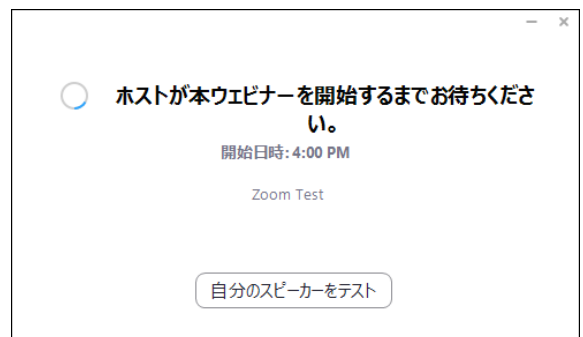 ホストが本ウェビナーを開始するまでお待ちくださ
い。
開始日時: 4:00 PM
Zoom Test
自分のスピーカーをテスト